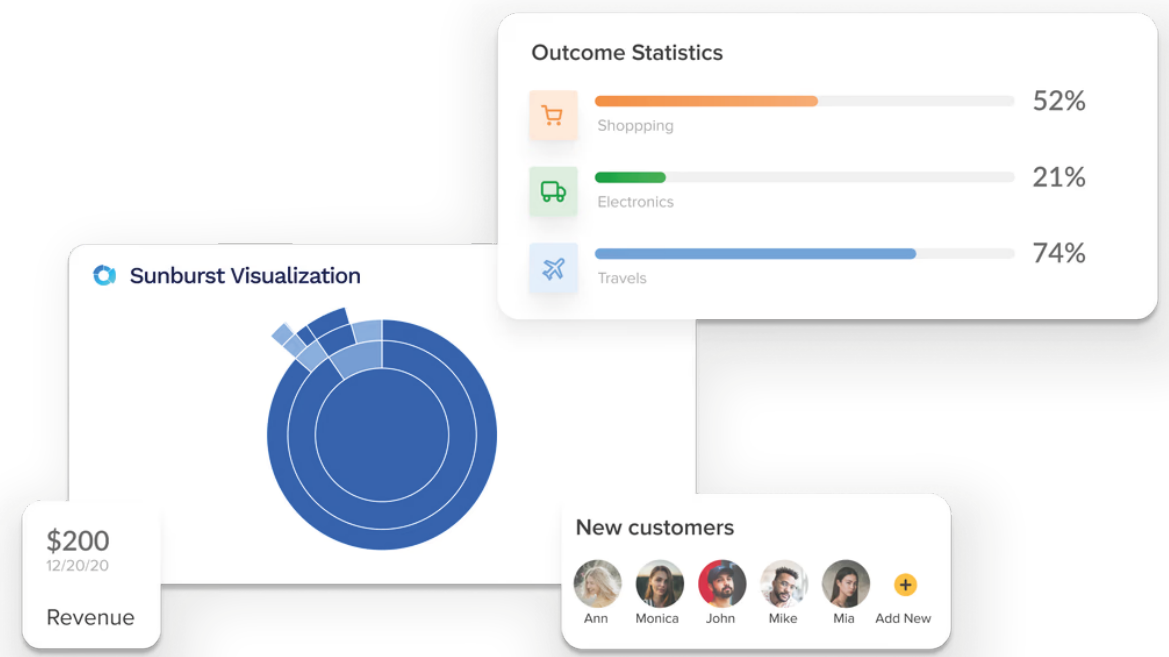 Outcome Statistics
52%
Shoppping
21%
Electronics
74%
Travels
Sunburst Visualization
$200
12/20/20
Revenue
New customers
Ann Monica John Mike Mia Add New